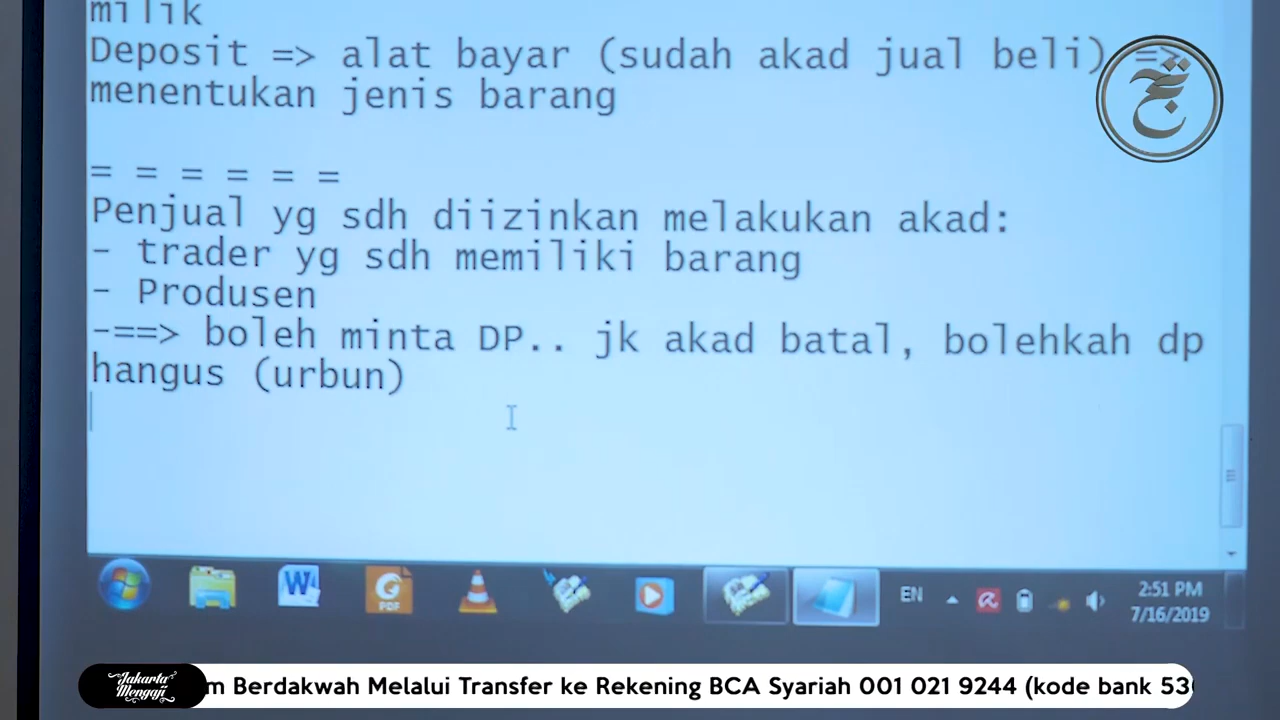 milik
Deposit => alat bayar (sudah akad jual beli) =>
menentukan jenis barang
= = = = = =
Penjual yg sdh diizinkan melakukan akad:
- trader yg sdh memiliki barang
- Produsen
-==> boleh minta DP.. jk akad batal, bolehkah dp
hangus (urbun)
W
PDF
EN
2:51 PM
7/16/2019
Jakarta
Mengaji
m Berdakwah Melalui Transfer ke Rekening BCA Syariah 001 021 9244 (kode bank 53